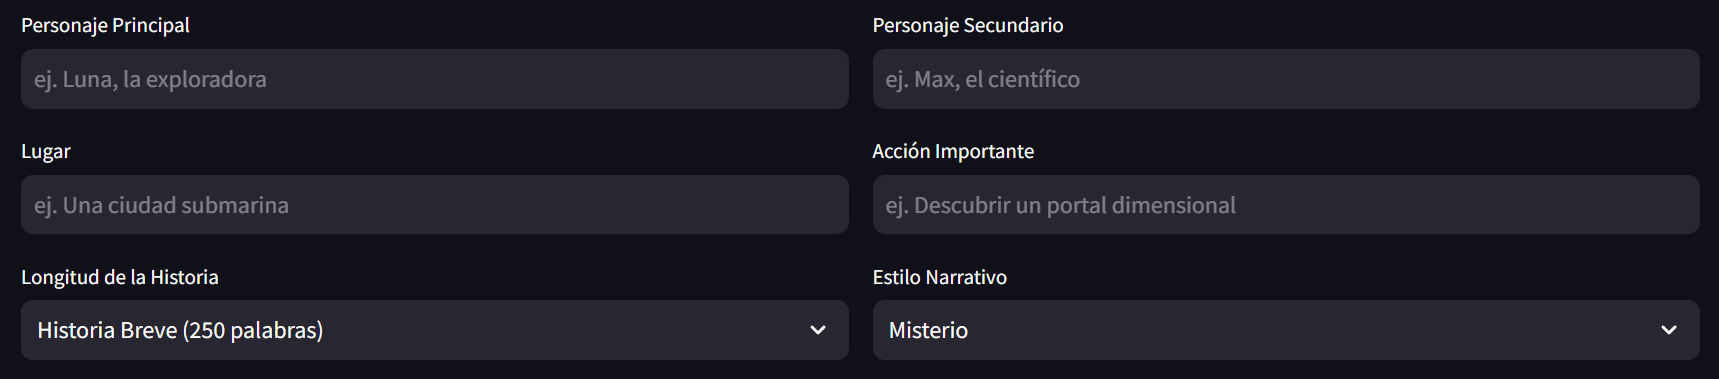 Personaje Principal
Personaje Secundario
ej. Luna, la exploradora
ej. Max, el científico
Lugar
Acción Importante
ej. Una ciudad submarina
ej. Descubrir un portal dimensional
Longitud de la Historia
Estilo Narrativo
Historia Breve (250 palabras)
Misterio